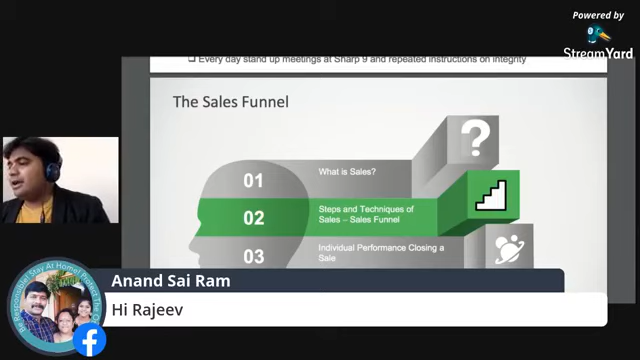 Powered by
StreamYard
❑ Every day stand up meetings at Sharp 9 and repeated instructions on integrity
The Sales Funnel
?
01
What is Sales?
02
Steps and Techniques of
Sales – Sales Funnel
03
Individual Performance Closing a
Sale
Anand Sai Ram
Hi Rajeev